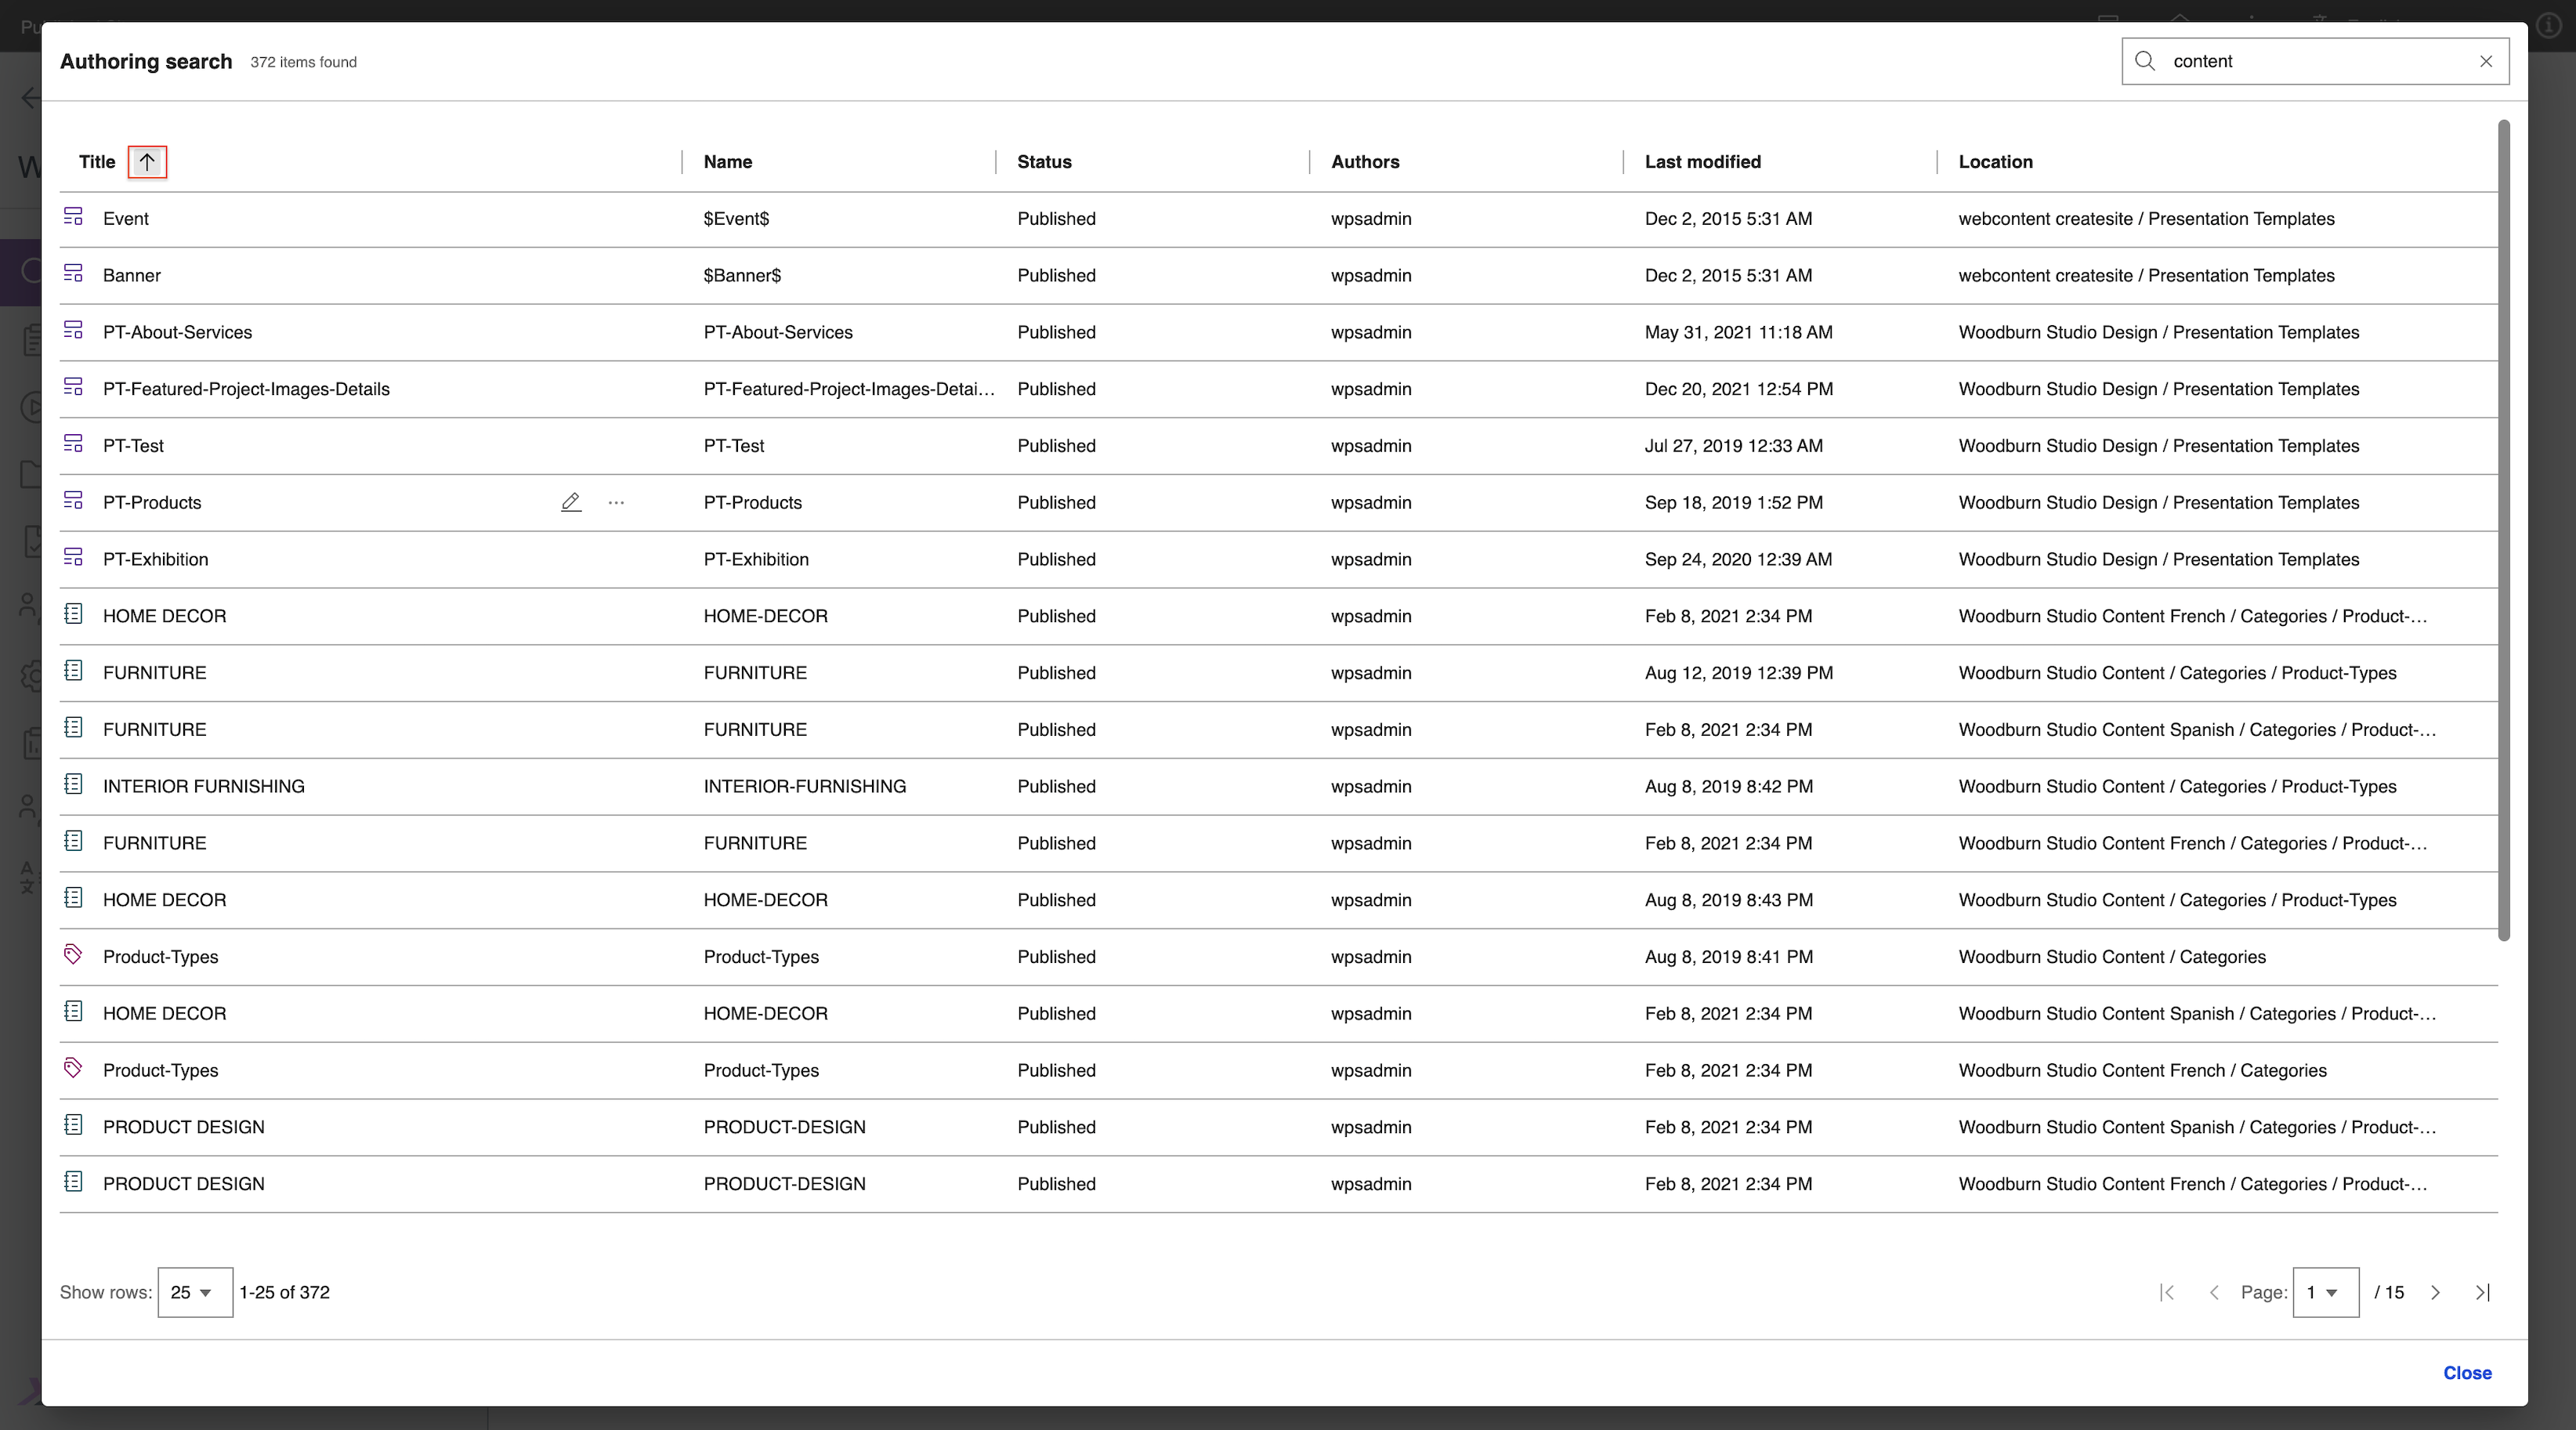 Pu
Authoring search 372 items found content
Title Name Status Authors Last modified Location
Event $Event$ Published wpsadmin Dec 2, 2015 5:31 AM webcontent createsite / Presentation Templates
Banner $Banner$ Published wpsadmin Dec 2, 2015 5:31 AM webcontent createsite / Presentation Templates
PT-About-Services PT-About-Services Published wpsadmin May 31, 2021 11:18 AM Woodburn Studio Design / Presentation Templates
PT-Featured-Project-Images-Details PT-Featured-Project-Images-Detai... Published wpsadmin Dec 20, 2021 12:54 PM Woodburn Studio Design / Presentation Templates
PT-Test PT-Test Published wpsadmin Jul 27, 2019 12:33 AM Woodburn Studio Design / Presentation Templates
PT-Products PT-Products Published wpsadmin Sep 18, 2019 1:52 PM Woodburn Studio Design / Presentation Templates
PT-Exhibition PT-Exhibition Published wpsadmin Sep 24, 2020 12:39 AM Woodburn Studio Design / Presentation Templates
HOME DECOR HOME-DECOR Published wpsadmin Feb 8, 2021 2:34 PM Woodburn Studio Content French / Categories / Product-...
FURNITURE FURNITURE Published wpsadmin Aug 12, 2019 12:39 PM Woodburn Studio Content / Categories / Product-Types
FURNITURE FURNITURE Published wpsadmin Feb 8, 2021 2:34 PM Woodburn Studio Content Spanish / Categories / Product-...
INTERIOR FURNISHING INTERIOR-FURNISHING Published wpsadmin Aug 8, 2019 8:42 PM Woodburn Studio Content / Categories / Product-Types
FURNITURE FURNITURE Published wpsadmin Feb 8, 2021 2:34 PM Woodburn Studio Content French / Categories / Product-...
HOME DECOR HOME-DECOR Published wpsadmin Aug 8, 2019 8:43 PM Woodburn Studio Content / Categories / Product-Types
Product-Types Product-Types Published wpsadmin Aug 8, 2019 8:41 PM Woodburn Studio Content / Categories
HOME DECOR HOME-DECOR Published wpsadmin Feb 8, 2021 2:34 PM Woodburn Studio Content Spanish / Categories / Product-...
Product-Types Product-Types Published wpsadmin Feb 8, 2021 2:34 PM Woodburn Studio Content French / Categories
PRODUCT DESIGN PRODUCT-DESIGN Published wpsadmin Feb 8, 2021 2:34 PM Woodburn Studio Content Spanish / Categories / Product-...
PRODUCT DESIGN PRODUCT-DESIGN Published wpsadmin Feb 8, 2021 2:34 PM Woodburn Studio Content French / Categories / Product-...
Show rows: 25 1-25 of 372 Page: 1 / 15
Close